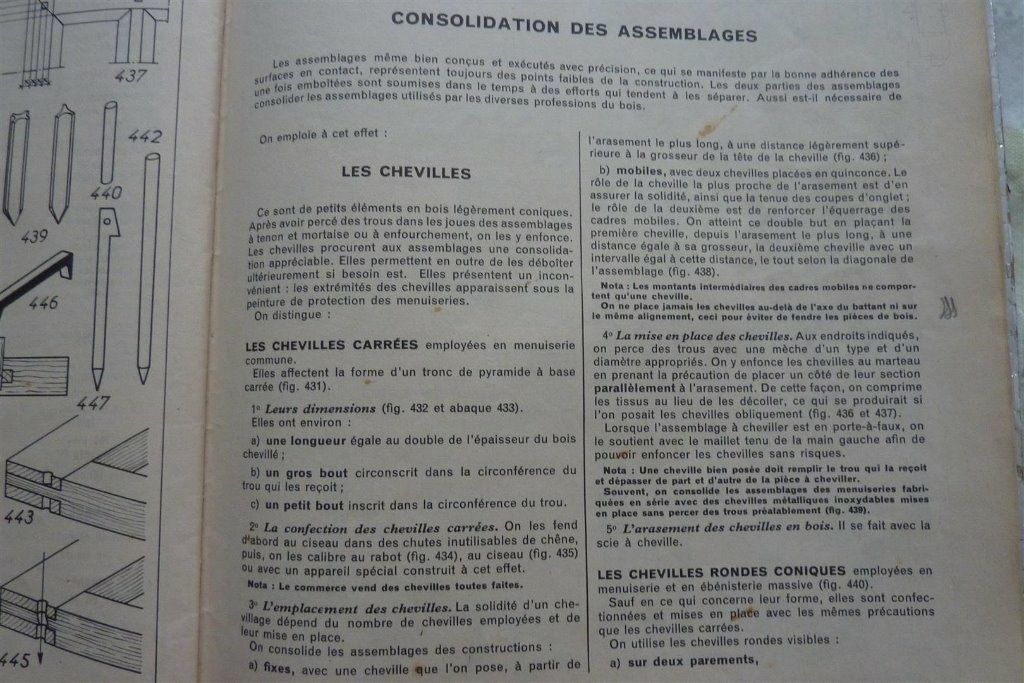 437
442
440
439
446
447
443
445
CONSOLIDATION DES ASSEMBLAGES
Les assemblages même bien conçus et exécutés avec précision, ce qui se manifeste par la bonne adhérence des
surfaces en contact, représentent toujours des points faibles de la construction. Les deux parties des assemblages
une fois emboîtées sont soumises dans le temps à des efforts qui tendent à les séparer. Aussi est-il nécessaire de
consolider les assemblages utilisés par les diverses professions du bois.
On emploie à cet effet :
LES CHEVILLES
Ce sont de petits éléments en bois légèrement coniques.
Après avoir percé des trous dans les joues des assemblages
à tenon et mortaise ou à enfourchement, on les y enfonce.
Les chevilles procurent aux assemblages une consolida-
tion appréciable. Elles permettent en outre de les déboîter
ultérieurement si besoin est. Elles présentent un incon-
vénient : les extrémités des chevilles apparaissent sous la
peinture de protection des menuiseries.
On distingue :
LES CHEVILLES CARRÉES employées en menuiserie
commune.
Elles affectent la forme d'un tronc de pyramide à base
carrée (fig. 431).
1º Leurs dimensions (fig. 432 et abaque 433).
Elles ont environ :
a) une longueur égale au double de l'épaisseur du bois
chevillé ;
b) un gros bout circonscrit dans la circonférence du
trou qui les reçoit ;
c) un petit bout inscrit dans la circonférence du trou.
2º La confection des chevilles carrées. On les fend
d'abord au ciseau dans des chutes inutilisables de chêne,
puis, on les calibre au rabot (fig. 434), au ciseau (fig. 435)
ou avec un appareil spécial construit à cet effet.
Nota : Le commerce vend des chevilles toutes faites.
3º L'emplacement des chevilles. La solidité d'un che-
village dépend du nombre de chevilles employées et de
leur mise en place.
On consolide les assemblages des constructions :
a) fixes, avec une cheville que l'on pose, à partir de
l'arasement le plus long, à une distance légèrement supé-
rieure à la grosseur de la tête de la cheville (fig. 436) ;
b) mobiles, avec deux chevilles placées en quinconce. Le
rôle de la cheville la plus proche de l'arasement est d'en
assurer la solidité, ainsi que la tenue des coupes d'onglet ;
le rôle de la deuxième est de renforcer l'équerrage des
cadres mobiles. On atteint ce double but en plaçant la
première cheville, depuis l'arasement le plus long, à une
distance égale à sa grosseur, la deuxième cheville avec un
intervalle égal à cette distance, le tout selon la diagonale de
l'assemblage (fig. 438).
Nota : Les montants intermédiaires des cadres mobiles ne compor-
tent qu'une cheville.
On ne place jamais les chevilles au-delà de l'axe du battant ni sur
le même alignement, ceci pour éviter de fendre les pièces de bois.
4º La mise en place des chevilles. Aux endroits indiqués,
on perce des trous avec une mèche d'un type et d'un
diamètre appropriés. On y enfonce les chevilles au marteau
en prenant la précaution de placer un côté de leur section
parallèlement à l'arasement. De cette façon, on comprime
les tissus au lieu de les décoller, ce qui se produirait si
l'on posait les chevilles obliquement (fig. 436 et 437).
Lorsque l'assemblage à cheviller est en porte-à-faux, on
le soutient avec le maillet tenu de la main gauche afin de
pouvoir enfoncer les chevilles sans risques.
Nota : Une cheville bien posée doit remplir le trou qui la reçoit
et dépasser de part et d'autre de la pièce à cheviller.
Souvent, on consolide les assemblages des menuiseries fabri-
quées en série avec des chevilles métalliques inoxydables mises
en place sans percer des trous préalablement (fig. 439).
5º L'arasement des chevilles en bois. Il se fait avec la
scie à cheville.
LES CHEVILLES RONDES CONIQUES employées en
menuiserie et en ébénisterie massive (fig. 440).
Sauf en ce qui concerne leur forme, elles sont confec-
tionnées et mises en place avec les mêmes précautions
que les chevilles carrées.
On utilise les chevilles rondes visibles :
a) sur deux parements,